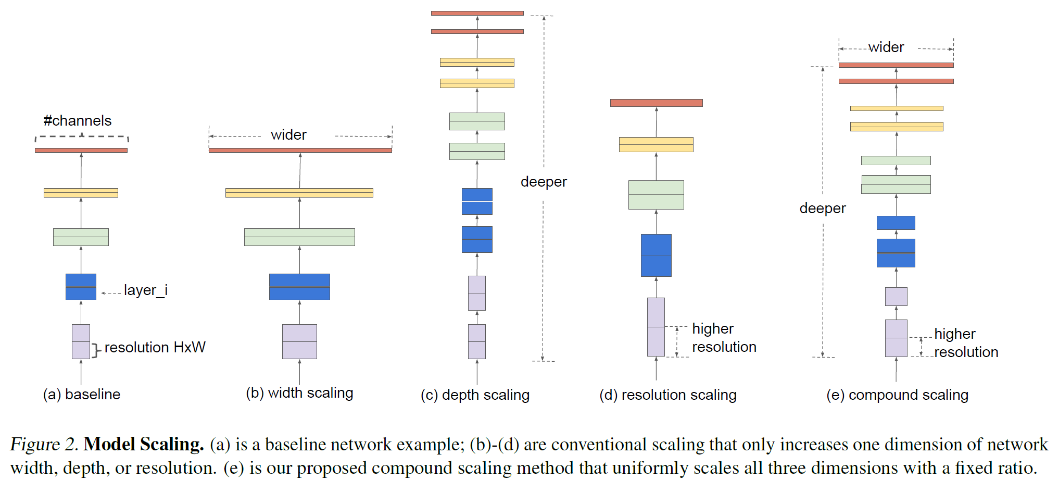 #channels
layer_i
resolution HxW
(a) baseline
wider
(b) width scaling
deeper
(c) depth scaling
higher
resolution
(d) resolution scaling
wider
deeper
higher
resolution
(e) compound scaling
Figure 2. Model Scaling. (a) is a baseline network example; (b)-(d) are conventional scaling that only increases one dimension of network
width, depth, or resolution. (e) is our proposed compound scaling method that uniformly scales all three dimensions with a fixed ratio.